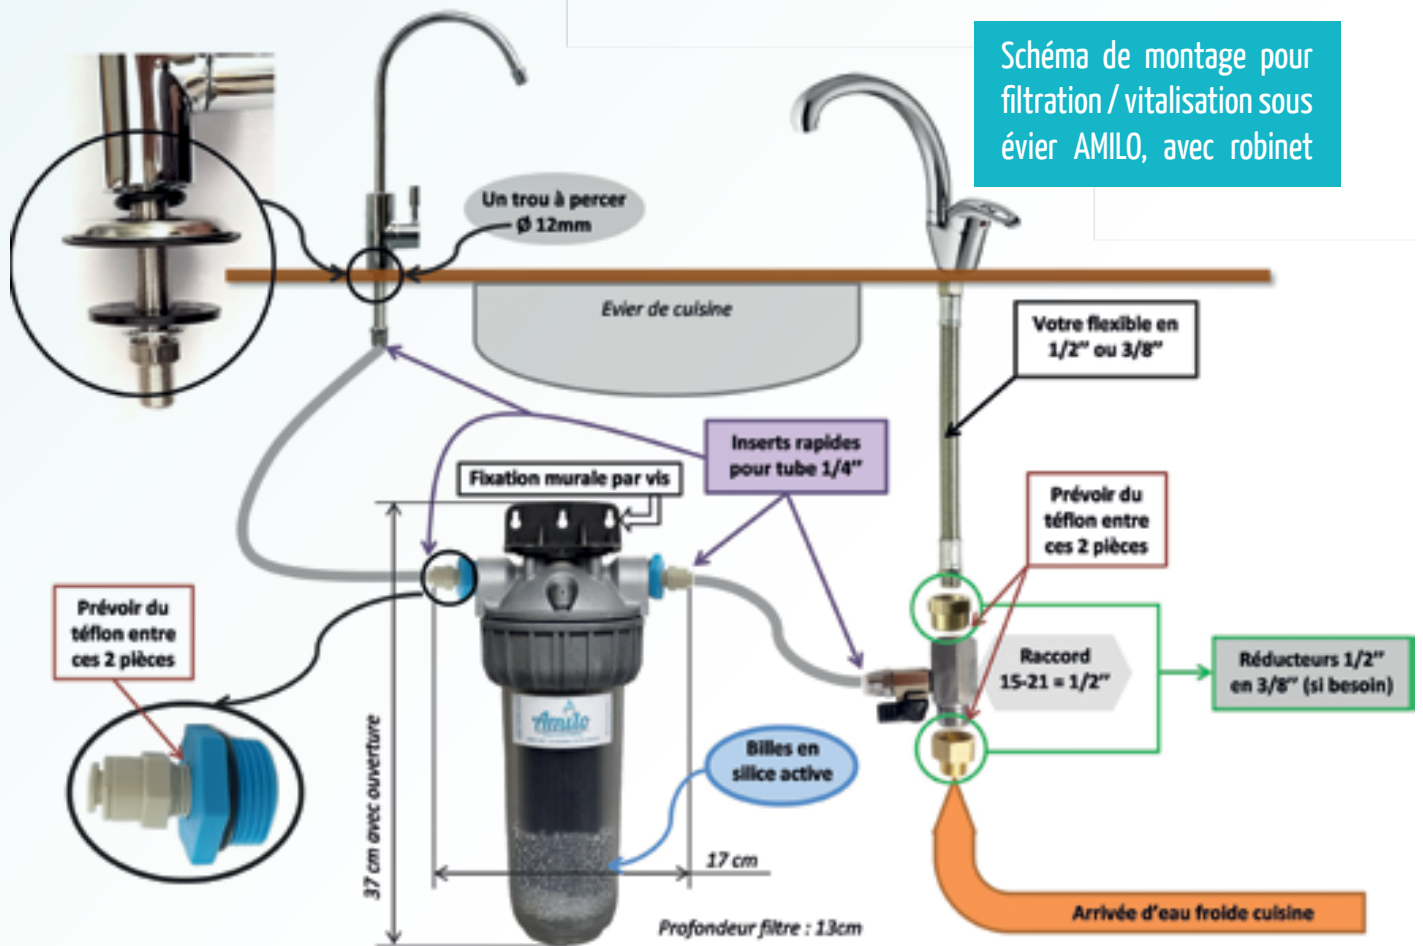 Schéma de montage pour
filtration / vitalisation sous
évier AMILO, avec robinet
Un trou à percer
Ø 12mm
Evier de cuisine
Votre flexible en
1/2" ou 3/8"
Inserts rapides
pour tube 1/4"
Fixation murale par vis
Prévoir du
téflon entre
ces 2 pièces
Prévoir du
téflon entre
ces 2 pièces
Raccord
15-21 = 1/2"
Réducteurs 1/2"
en 3/8" (si besoin)
Amilo
Billes en
silice active
37 cm avec ouverture
17 cm
Profondeur filtre : 13cm
Arrivée d'eau froide cuisine